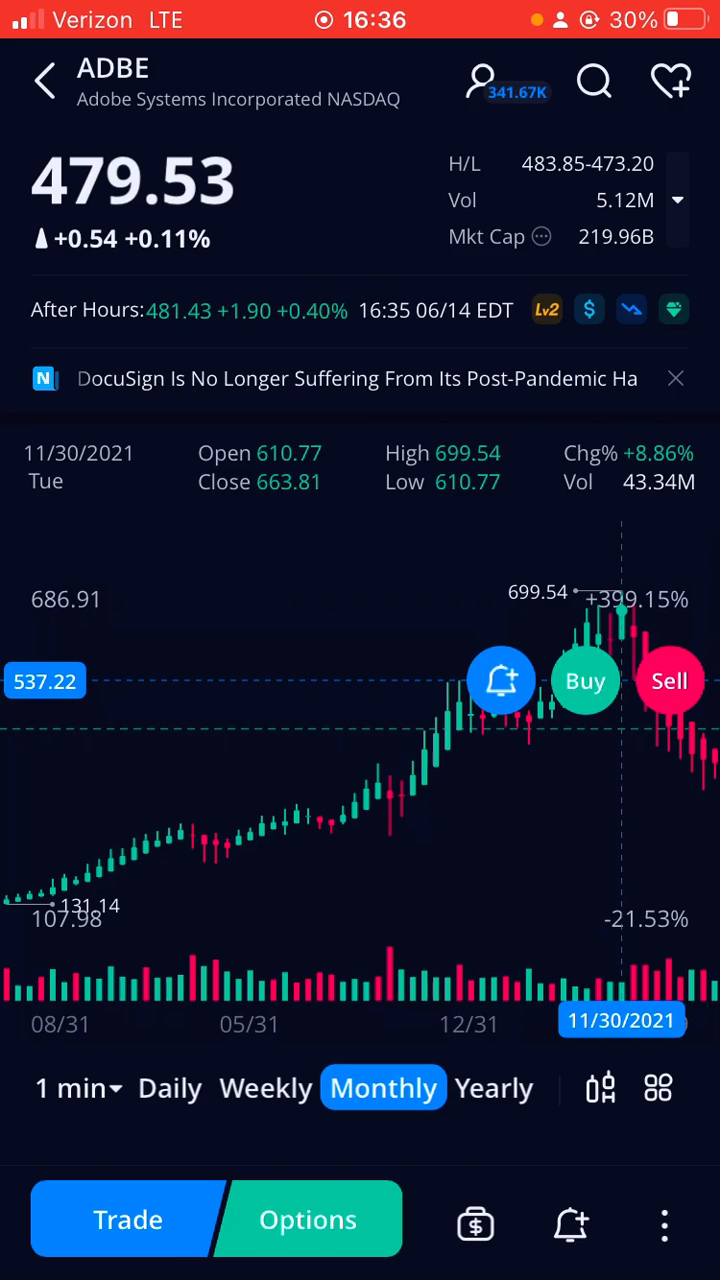 Verizon LTE 16:36 30%
ADBE
Adobe Systems Incorporated NASDAQ
341.67K
479.53
+0.54 +0.11%
H/L 483.85-473.20
Vol 5.12M
Mkt Cap 219.96B
After Hours: 481.43 +1.90 +0.40% 16:35 06/14 EDT Lv2 $
N DocuSign Is No Longer Suffering From Its Post-Pandemic Ha
11/30/2021 Open 610.77 High 699.54 Chg% +8.86%
Tue Close 663.81 Low 610.77 Vol 43.34M
699.54
686.91 +399.15%
537.22 Buy Sell
131.14
107.98 -21.53%
08/31 05/31 12/31 11/30/2021
1 min Daily Weekly Monthly Yearly
Trade Options $